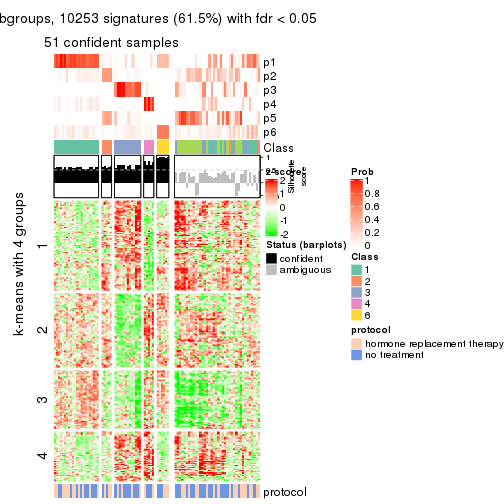 bgroups, 10253 signatures (61.5%) with fdr < 0.05
51 confident samples
p1
p2
p3
p4
p5
p6
Class
1
Silhouette
score
z-score
2
1
0
-1
-2
Prob
1
0.8
0.6
0.4
0.2
0
Status (barplots)
confident
ambiguous
Class
1
2
3
4
6
protocol
hormone replacement therapy
no treatment
k-means with 4 groups
1
2
3
4
protocol